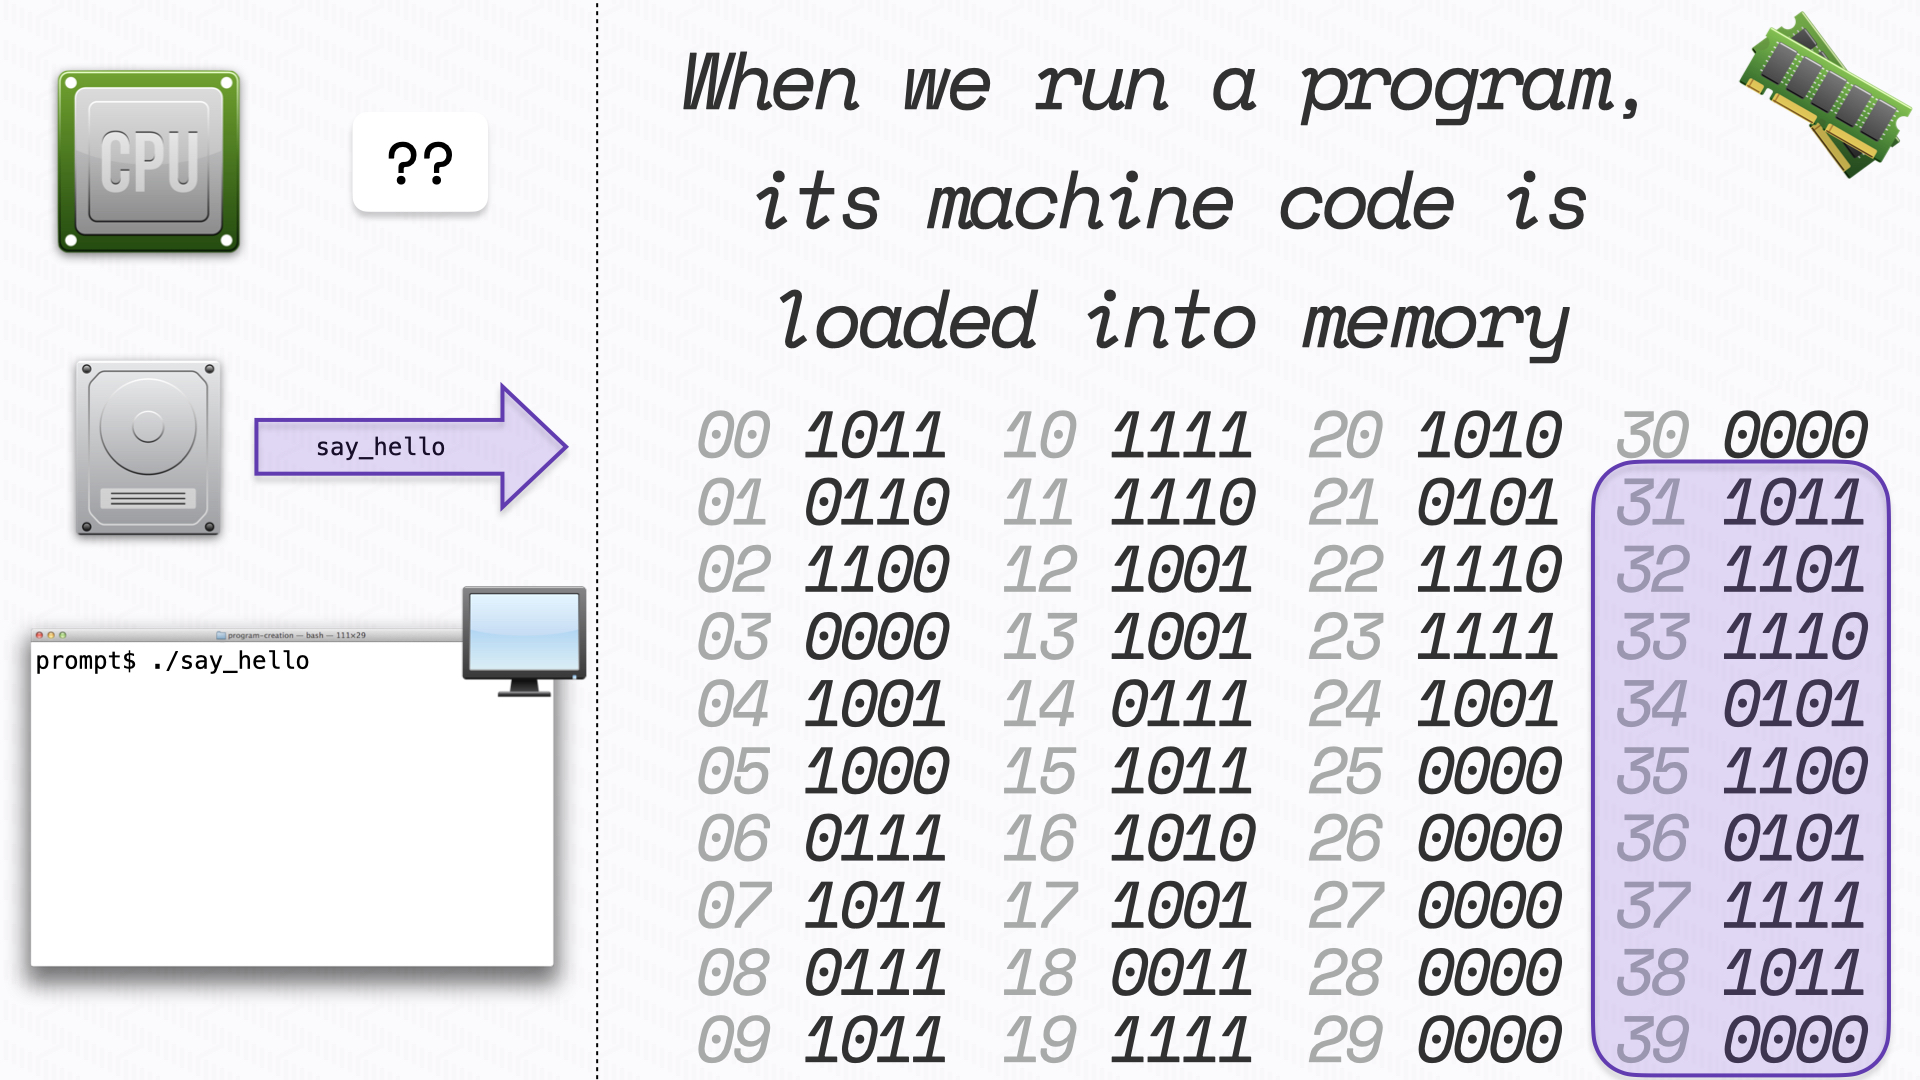 CPU
??
say_hello
program-creation — bash — 111×29
prompt$ ./say_hello
When we run a program,
its machine code is
loaded into memory
00 1011 10 1111 20 1010 30 0000
01 0110 11 1110 21 0101 31 1011
02 1100 12 1001 22 1110 32 1101
03 0000 13 1001 23 1111 33 1110
04 1001 14 0111 24 1001 34 0101
05 1000 15 1011 25 0000 35 1100
06 0111 16 1010 26 0000 36 0101
07 1011 17 1001 27 0000 37 1111
08 0111 18 0011 28 0000 38 1011
09 1011 19 1111 29 0000 39 0000